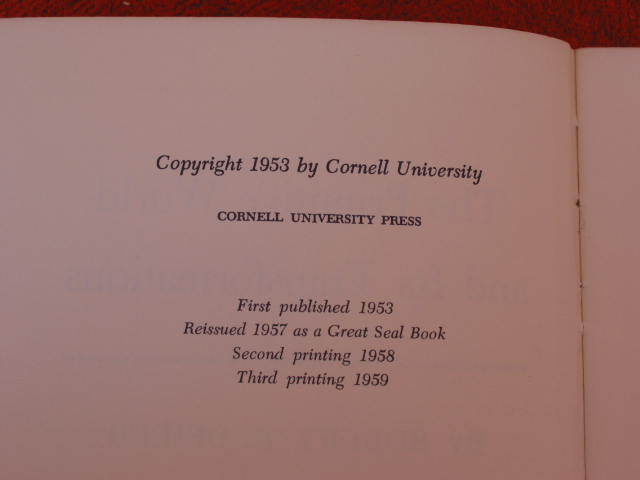 Copyright 1953 by Cornell University
CORNELL UNIVERSITY PRESS
First published 1953
Reissued 1957 as a Great Seal Book
Second printing 1958
Third printing 1959